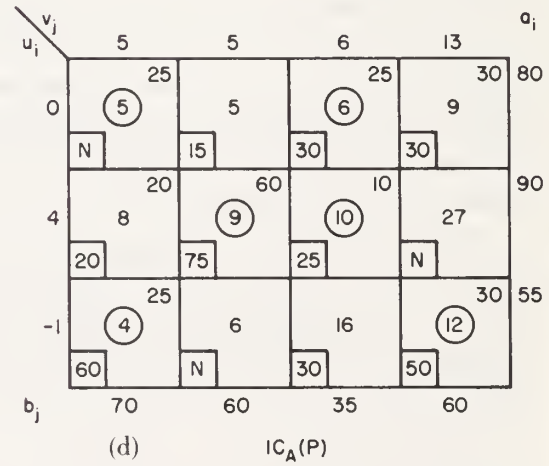 v_j 5 5 6 13 a_i
u_i
25 25 30 80
0 5 5 6 9
N 15 30 30
20 60 10 90
4 8 9 10 27
20 75 25 N
25 30 55
-1 4 6 16 12
60 N 30 50
b_j 70 60 35 60
(d) IC_A(P)